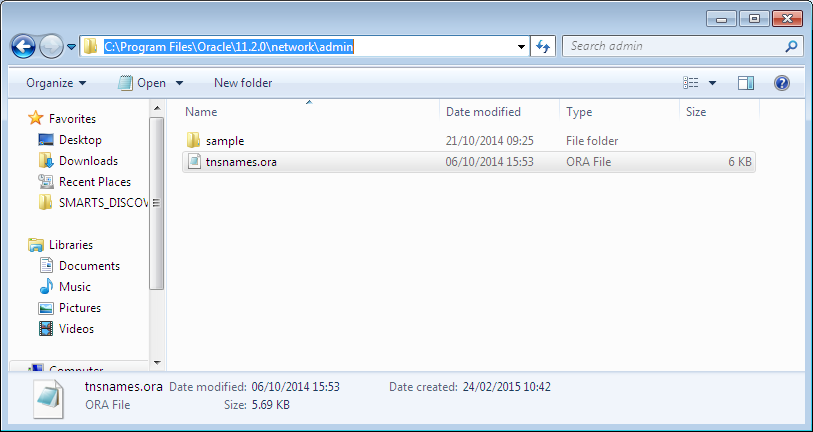 C:\Program Files\Oracle\11.2.0\network\admin
Search admin
Organize Open New folder
Favorites
Desktop
Downloads
Recent Places
SMARTS_DISCOV
Libraries
Documents
Music
Pictures
Videos
Computer
Name Date modified Type Size
sample 21/10/2014 09:25 File folder
tnsnames.ora 06/10/2014 15:53 ORA File 6 KB
tnsnames.ora Date modified: 06/10/2014 15:53 Date created: 24/02/2015 10:42
ORA File Size: 5.69 KB